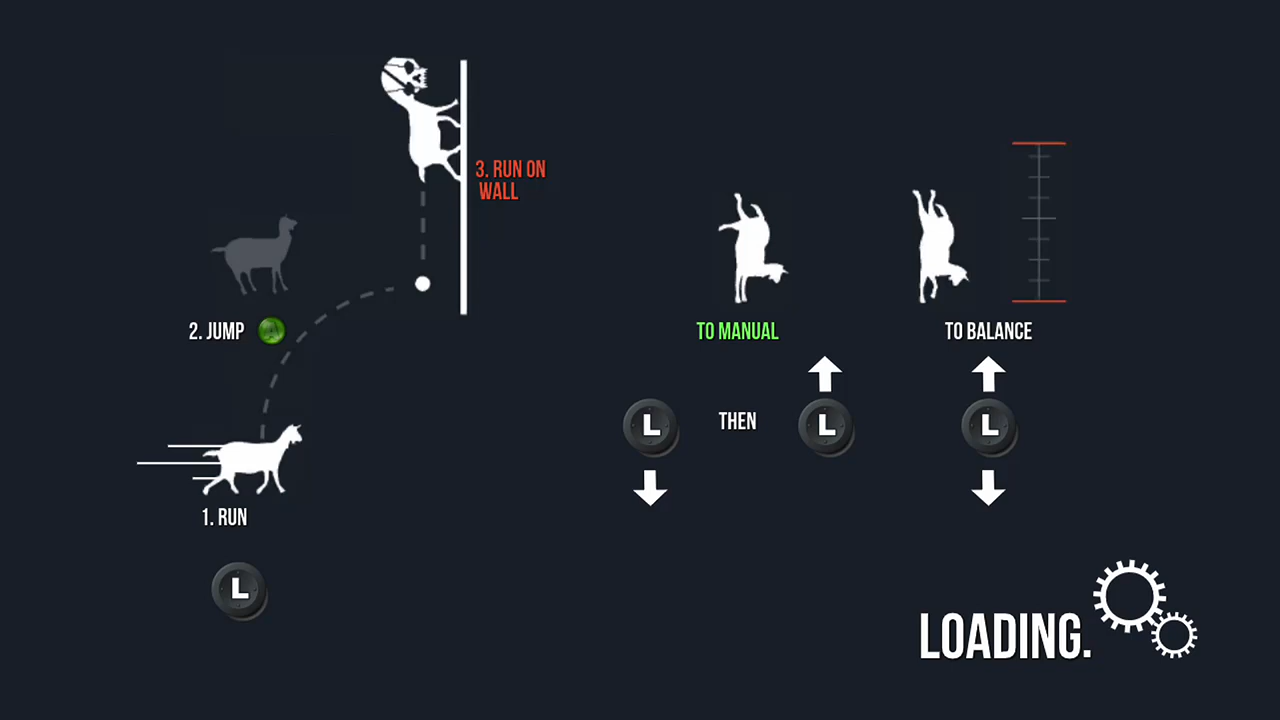 3. RUN ON
WALL
2. JUMP A
TO MANUAL
TO BALANCE
L THEN L
L
1. RUN
L
LOADING.